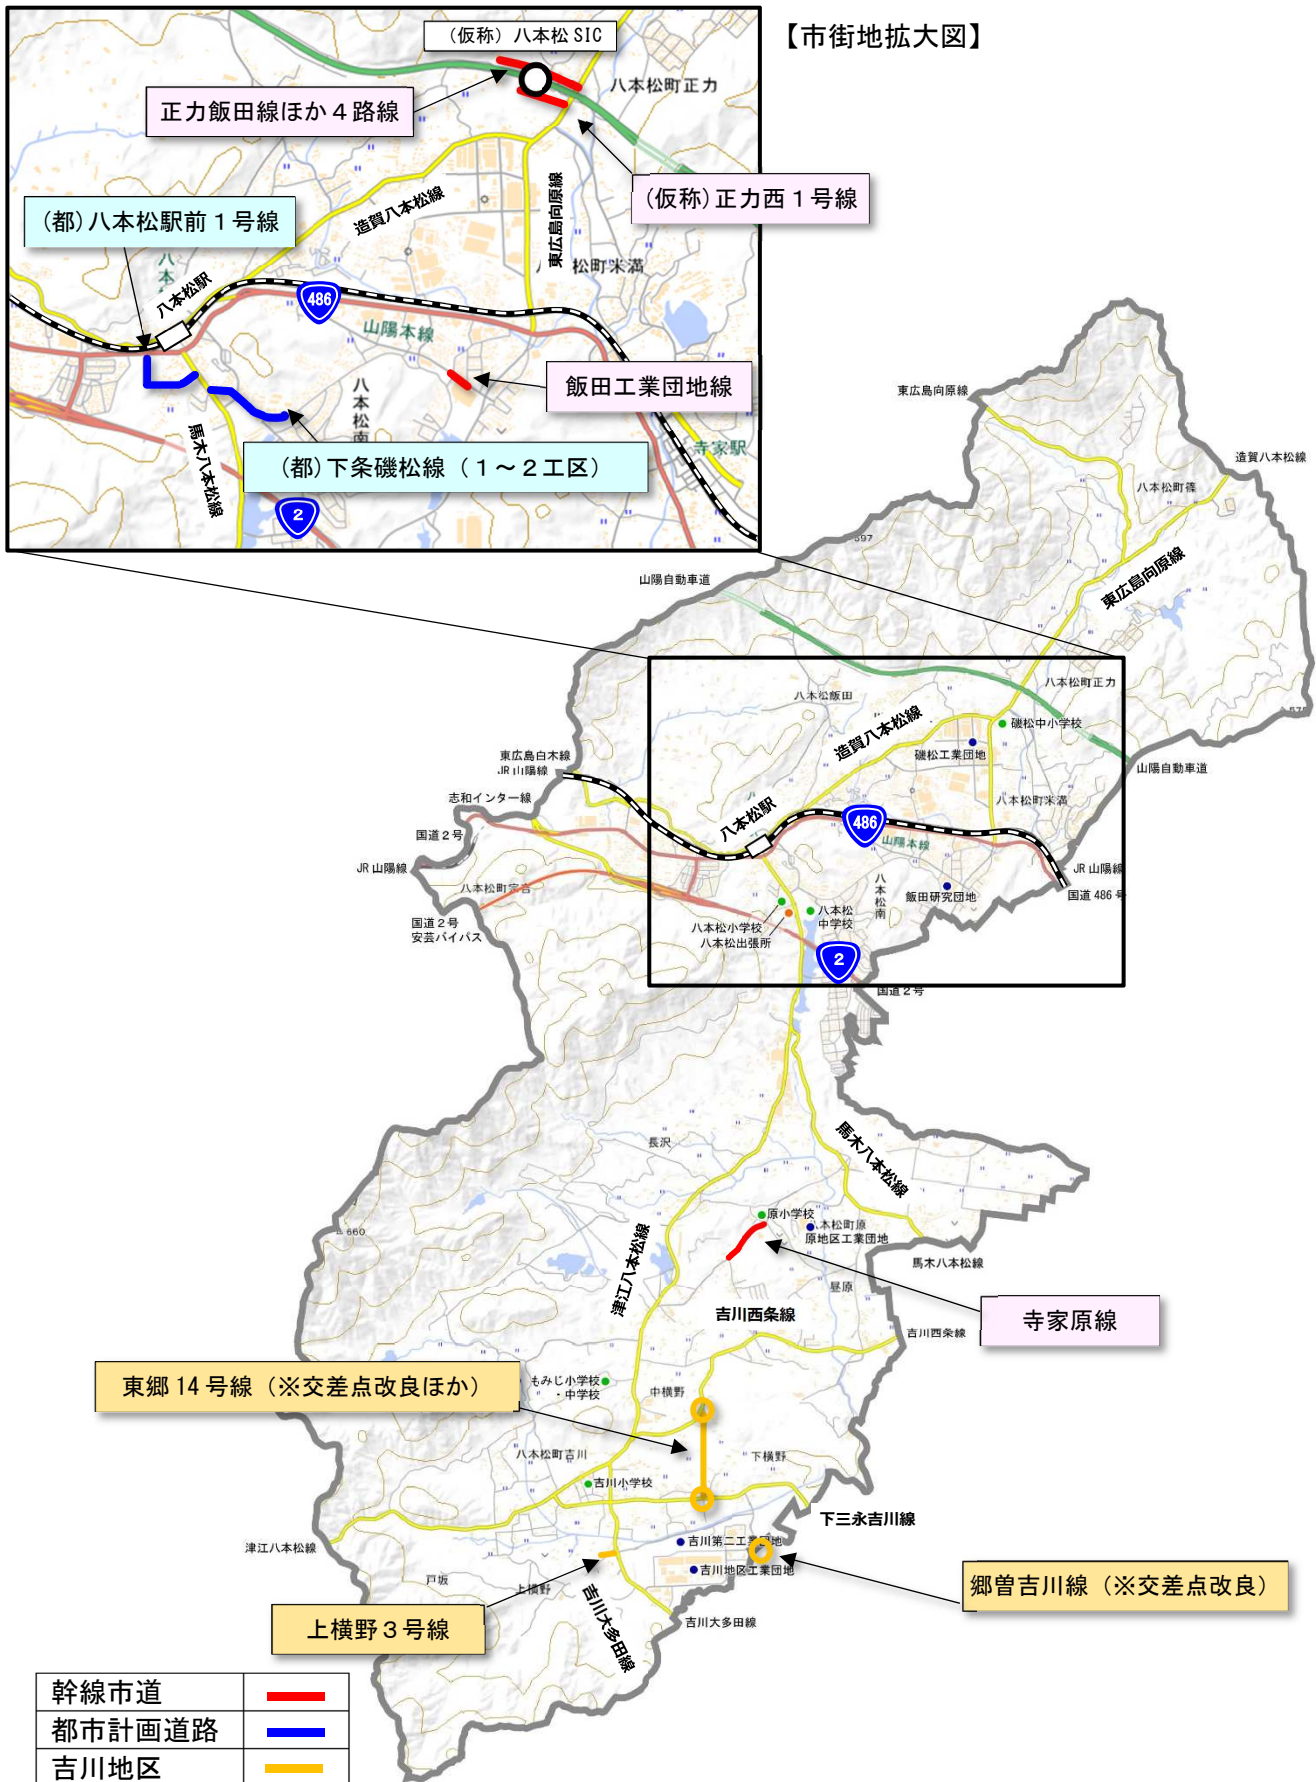 【市街地拡大図】
(仮称) 八本松 SIC
八本松町正力
正力飯田線ほか４路線
(仮称)正力西１号線
(都)八本松駅前１号線
造賀八本松線
東広島向原線
松町米満
八本
八本松駅
486
山陽本線
飯田工業団地線
八本松南
馬木八本松線
(都)下条磯松線（１～２工区）
寺家駅
2
東広島向原線
造賀八本松線
八本松町篠
597
東広島向原線
山陽自動車道
八本松町正力
八本松飯田
575
磯松中小学校
造賀八本松線
磯松工業団地
東広島白木線
JR 山陽線
山陽自動車道
志和インター線
八本松町米満
八本松駅
486
国道２号
山陽本線
JR 山陽線
JR 山陽線
八本松町宗吉
八本松南
飯田研究団地
国道 486 号
八本松小学校
八本松中学校
国道２号
安芸バイパス
八本松出張所
2
国道２号
長沢
馬木八本松線
原小学校
八本松町原
原地区工業団地
660
津江八本松線
馬木八本松線
昼原
吉川西条線
寺家原線
吉川西条線
東郷 14 号線（※交差点改良ほか）
もみじ小学校
・中学校
中横野
八本松町吉川
下横野
吉川小学校
下三永吉川線
津江八本松線
吉川第二工業団地
吉川地区工業団地
郷曽吉川線（※交差点改良）
戸坂
上横野
上横野３号線
吉川大多田線
吉川大多田線
幹線市道
都市計画道路
吉川地区